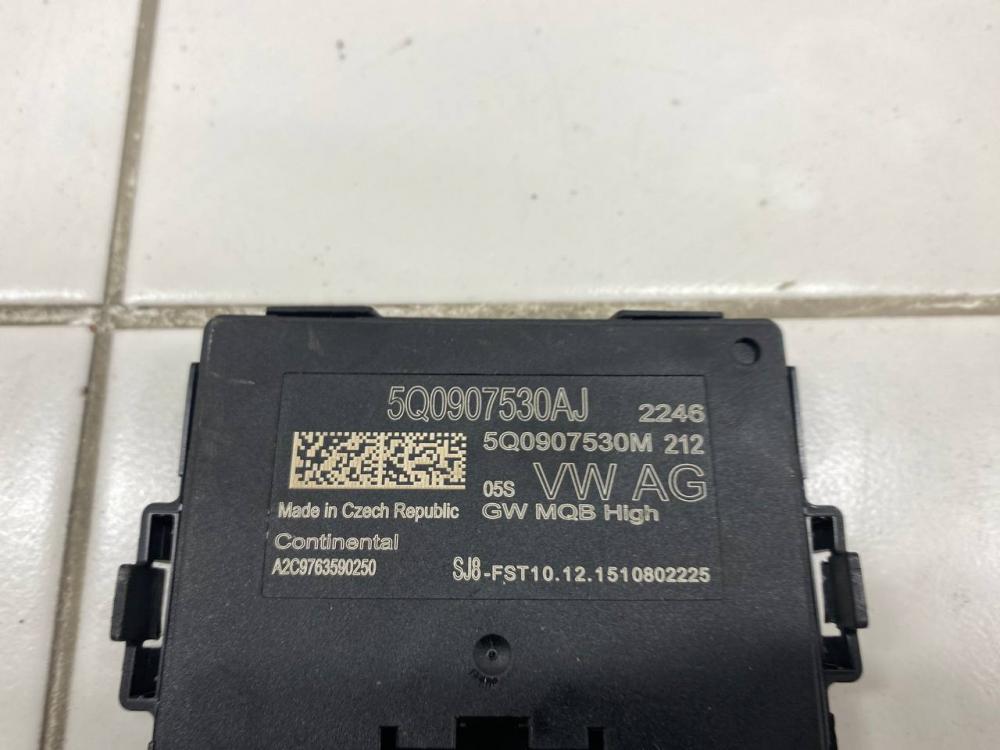 5Q0907530AJ 2246
5Q0907530M 212
05S VW AG
Made in Czech Republic GW MQB High
Continental
A2C9763590250 SJ8-FST10.12.1510802225